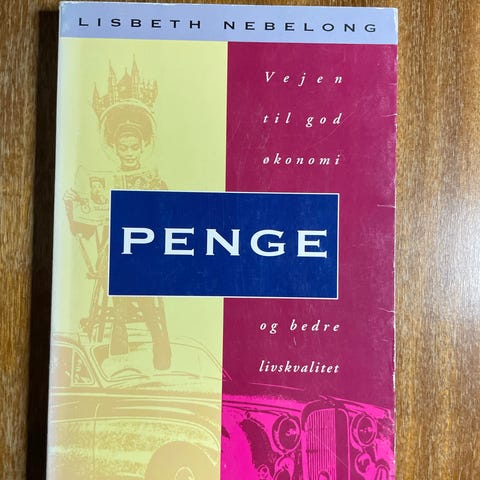 LISBETH NEBELONG
Vejen
til god
økonomi
PENGE
og bedre
livskvalitet